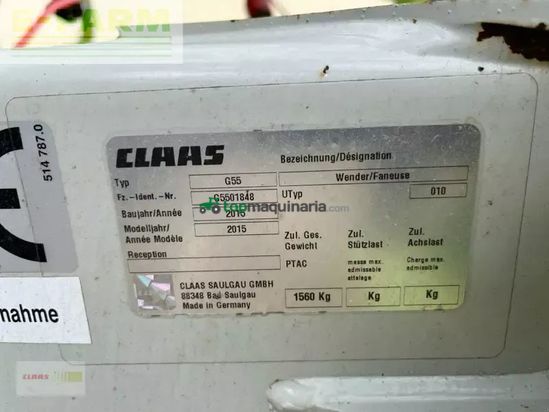 FARM
514 787.0
CLAAS
Bezeichnung/Désignation
Typ G55 Wender/Faneuse
Fz.-Ident.-Nr. G5501848 UTyp 010
Baujahr/Année 2015
topmaquinaria.com
Modelljahr/
Année Modèle 2015
Zul. Ges. Gewicht
Zul. Stützlast
Zul. Achslast
Reception
PTAC
messe max. admissible attelage
Charge max. admissible
CLAAS SAULGAU GMBH
88348 Bad Saulgau
Made in Germany
1560 Kg Kg Kg
nahme
CLAAS